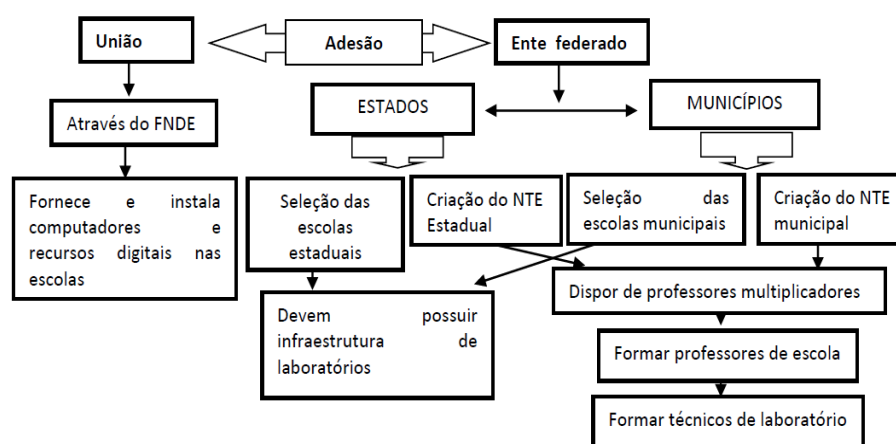 União
Adesão
Ente federado
ESTADOS
MUNICÍPIOS
Através do FNDE
Fornece e instala
computadores e
recursos digitais nas
escolas
Seleção das
escolas
estaduais
Criação do NTE
Estadual
Seleção das
escolas municipais
Criação do NTE
municipal
Devem possuir
infraestrutura de
laboratórios
Dispor de professores multiplicadores
Formar professores de escola
Formar técnicos de laboratório